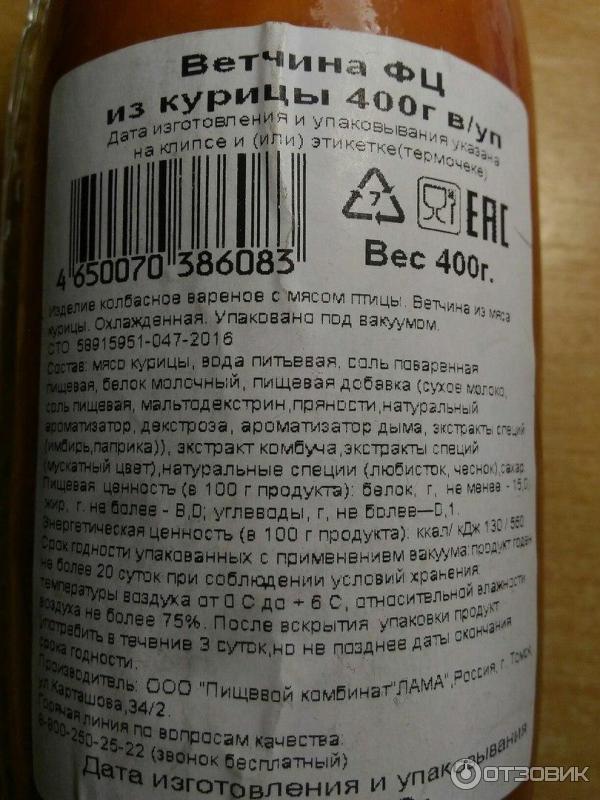 Ветчина ФЦ
из курицы 400г в/уп
Дата изготовления и упаковывания указана
на клипсе и (или) этикетке(термочеке)
7
EAC
Вес 400г.
4 650070 386083
Изделие колбасное вареное с мясом птицы. Ветчина из мяса
курицы. Охлажденная. Упаковано под вакуумом.
СТО 58915951-047-2016
Состав: мясо курицы, вода питьевая, соль поваренная
пищевая, белок молочный, пищевая добавка (сухое молоко,
соль пищевая, мальтодекстрин,пряности,натуральный
ароматизатор, декстроза, ароматизатор дыма, экстракты специй
(имбирь,паприка)), экстракт комбуча,экстракты специй
(мускатный цвет),натуральные специи (любисток, чеснок),сахар.
Пищевая ценность (в 100 г продукта): белок, г, не менее - 15,0;
жир, г. не более - 8,0; углеводы, г, не более—0,1.
Энергетическая ценность (в 100 г продукта): ккал/ кДж 130 / 550
Срок годности упакованных с применением вакуума:продукт годен
не более 20 суток при соблюдении условий хранения:
температуры воздуха от 0 С до + 6 С, относительной влажности
воздуха не более 75%. После вскрытия упаковки продукт
употребить в течение 3 суток,но не позднее даты окончания
срока годности.
Производитель: ООО "Пищевой комбинат"ЛАМА",Россия, г. Томск,
ул.Карташова,34/2.
Горячая линия по вопросам качества:
8-800-250-25-22 (звонок бесплатный)
Дата изготовления и упаковывания
ОТЗОВИК